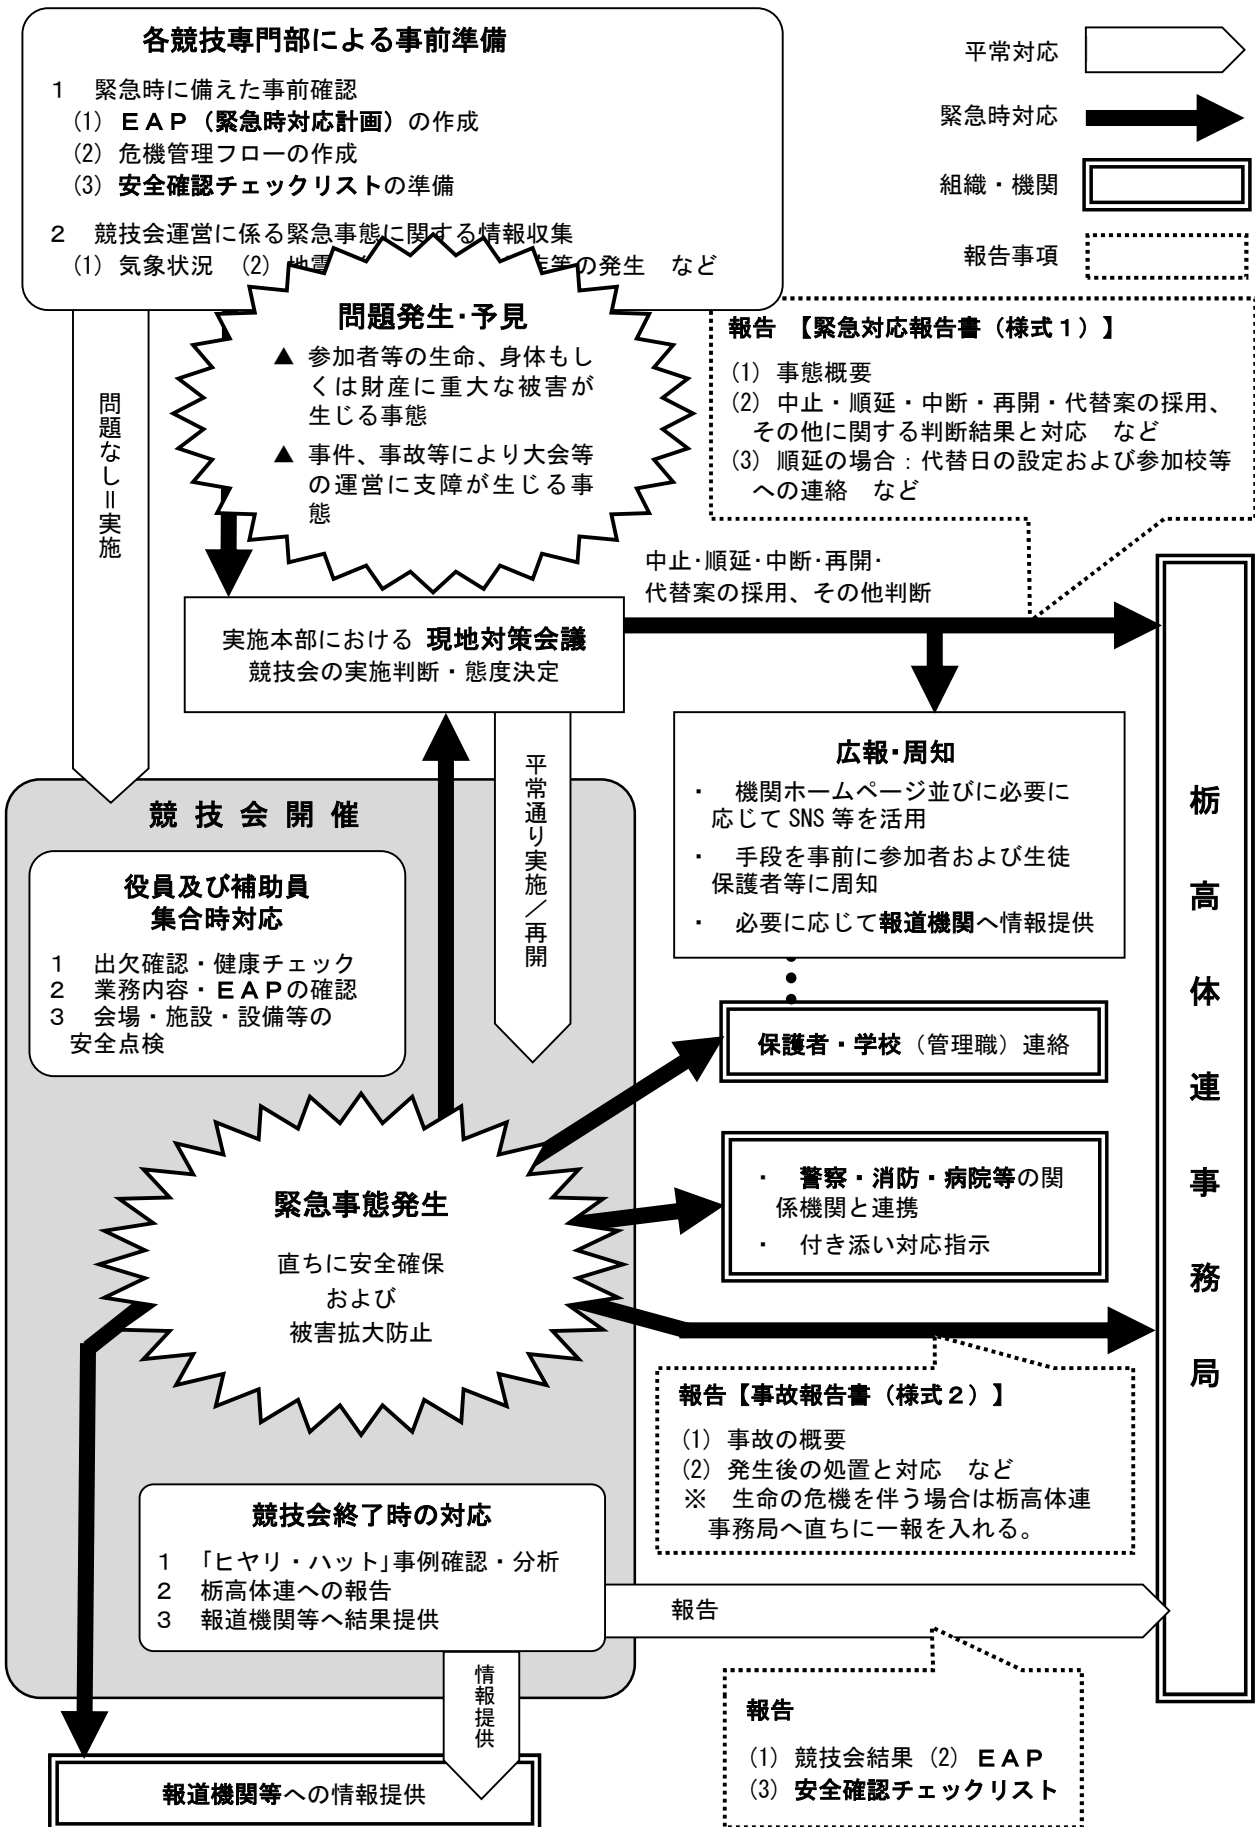 各競技専門部による事前準備
1 緊急時に備えた事前確認
(1) EAP(緊急時対応計画)の作成
(2) 危機管理フローの作成
(3) 安全確認チェックリストの準備
2 競技会運営に係る緊急事態に関する情報収集
(1) 気象状況 (2) 地震 等の発生 など
平常対応
緊急時対応
組織・機関
報告事項
問題発生・予見
▲ 参加者等の生命、身体もし
くは財産に重大な被害が
生じる事態
▲ 事件、事故等により大会等
の運営に支障が生じる事
態
報告 【緊急対応報告書(様式1)】
(1) 事態概要
(2) 中止・順延・中断・再開・代替案の採用、
その他に関する判断結果と対応 など
(3) 順延の場合:代替日の設定および参加校等
への連絡 など
問題なし=実施
中止・順延・中断・再開・
代替案の採用、その他判断
実施本部における 現地対策会議
競技会の実施判断・態度決定
広報・周知
・ 機関ホームページ並びに必要に
応じて SNS 等を活用
・ 手段を事前に参加者および生徒
保護者等に周知
・ 必要に応じて報道機関へ情報提供
栃高体連事務局
平常通り実施/再開
競技会開催
役員及び補助員
集合時対応
1 出欠確認・健康チェック
2 業務内容・EAPの確認
3 会場・施設・設備等の
安全点検
保護者・学校(管理職)連絡
・ 警察・消防・病院等の関
係機関と連携
・ 付き添い対応指示
緊急事態発生
直ちに安全確保
および
被害拡大防止
報告【事故報告書(様式2)】
(1) 事故の概要
(2) 発生後の処置と対応 など
※ 生命の危機を伴う場合は栃高体連
事務局へ直ちに一報を入れる。
競技会終了時の対応
1 「ヒヤリ・ハット」事例確認・分析
2 栃高体連への報告
3 報道機関等へ結果提供
報告
情報提供
報告
(1) 競技会結果 (2) EAP
(3) 安全確認チェックリスト
報道機関等への情報提供